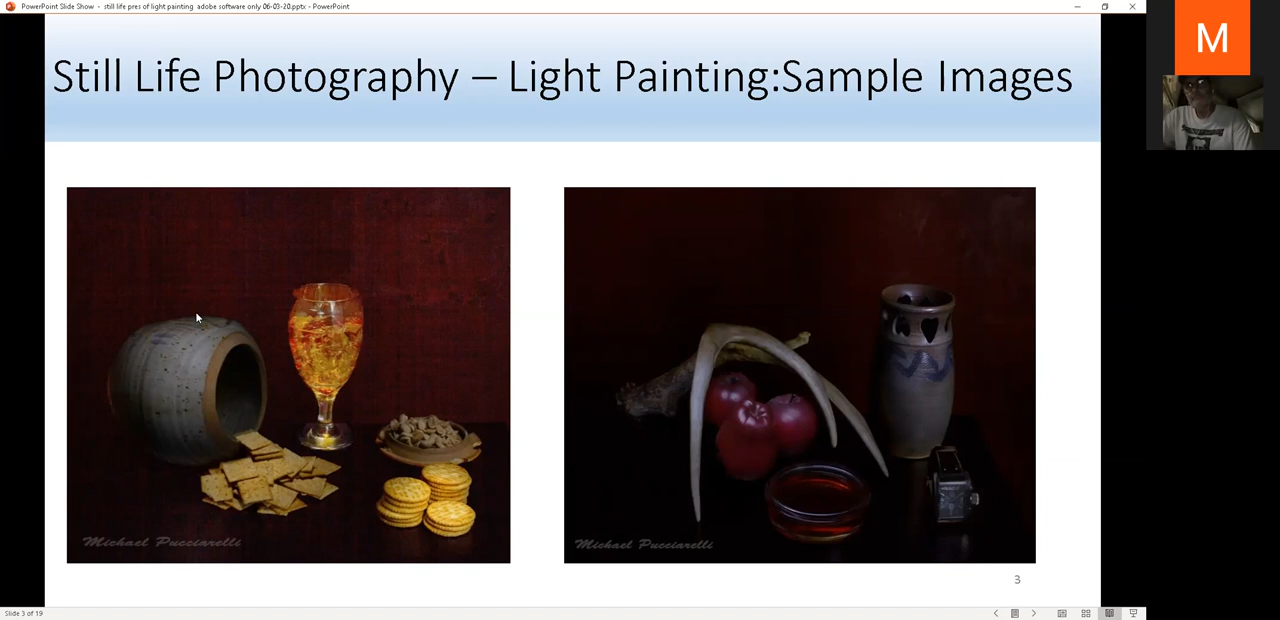 PowerPoint Slide Show - still life pres of light painting adobe software only 06-03-20.pptx - PowerPoint
M
Still Life Photography – Light Painting:Sample Images
Michael Pucciarelli
Michael Pucciarelli
3
Slide 3 of 19